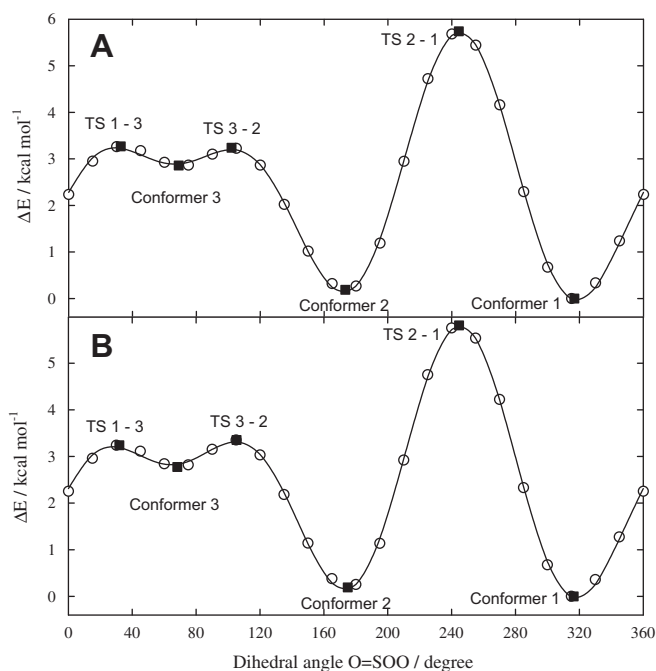 6
A
TS 2 - 1
5
4
TS 1 - 3
TS 3 - 2
3
ΔE / kcal mol-1
2
Conformer 3
1
0
Conformer 2
Conformer 1
B
TS 2 - 1
5
4
TS 1 - 3
TS 3 - 2
3
ΔE / kcal mol-1
2
Conformer 3
1
0
Conformer 2
Conformer 1
0 40 80 120 160 200 240 280 320 360
Dihedral angle O=SOO / degree